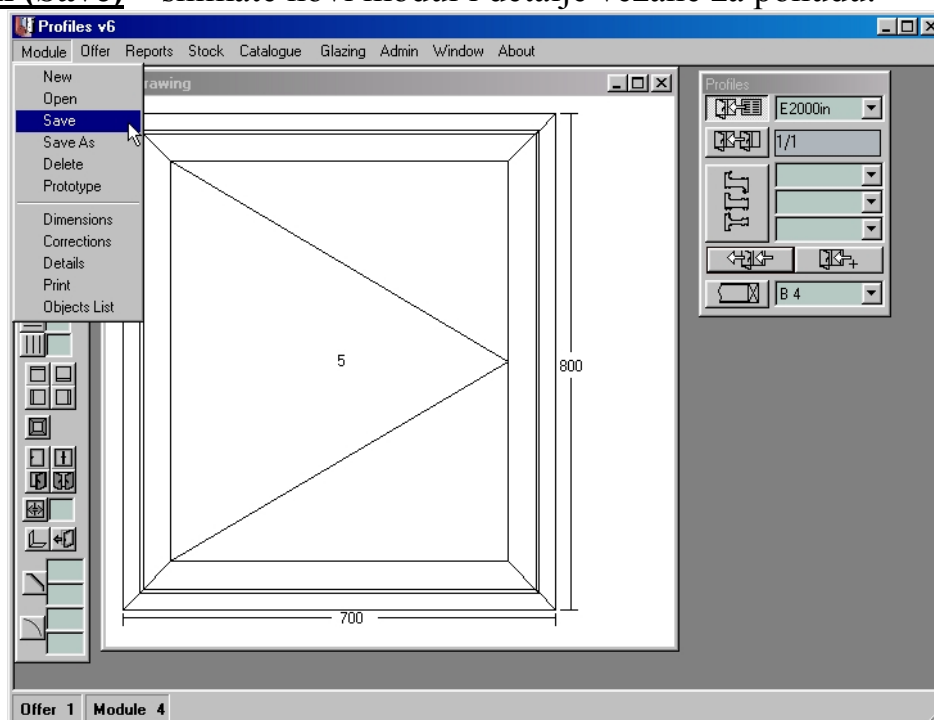 (Save) – snimate novi modul i detalje vezane za ponudu.
Profiles v6
Module Offer Reports Stock Catalogue Glazing Admin Window About
New
Open
Save
Save As
Delete
Prototype
Dimensions
Corrections
Details
Print
Objects List
Profiles
E2000in
1/1
B 4
5
800
700
Offer 1 Module 4